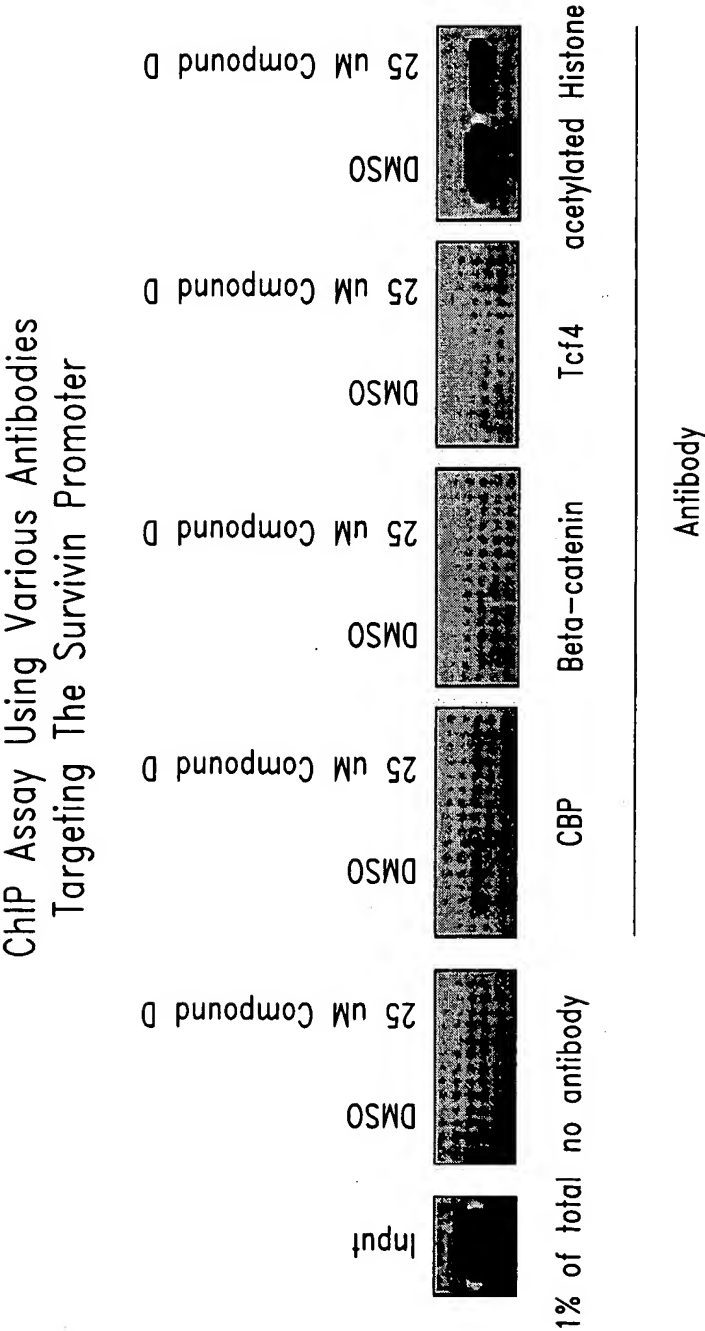 ChIP Assay Using Various Antibodies
Targeting The Survivin Promoter
Input
DMSO
25 uM Compound D
DMSO
25 uM Compound D
DMSO
25 uM Compound D
DMSO
25 uM Compound D
DMSO
25 uM Compound D
1% of total
no antibody
CBP
Beta-catenin
Tcf4
acetylated Histone
Antibody